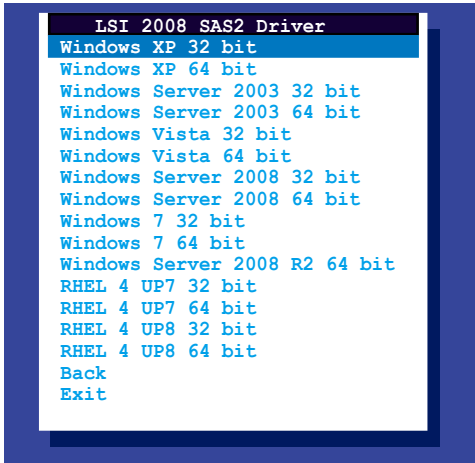 LSI 2008 SAS2 Driver
Windows XP 32 bit
Windows XP 64 bit
Windows Server 2003 32 bit
Windows Server 2003 64 bit
Windows Vista 32 bit
Windows Vista 64 bit
Windows Server 2008 32 bit
Windows Server 2008 64 bit
Windows 7 32 bit
Windows 7 64 bit
Windows Server 2008 R2 64 bit
RHEL 4 UP7 32 bit
RHEL 4 UP7 64 bit
RHEL 4 UP8 32 bit
RHEL 4 UP8 64 bit
Back
Exit